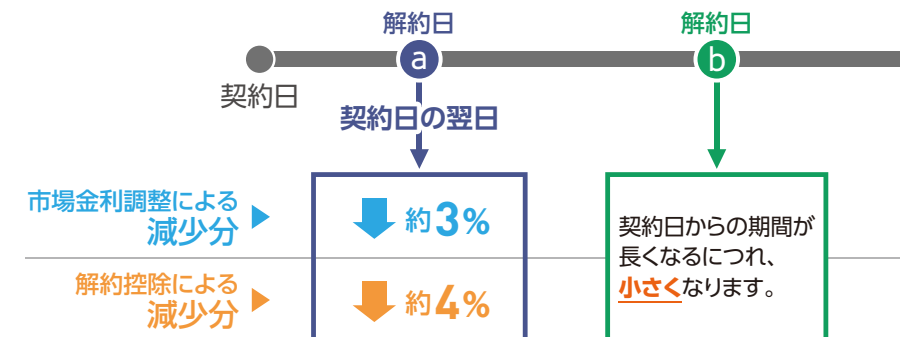 解約日
解約日
a
b
契約日
契約日の翌日
市場金利調整による
減少分
約3%
契約日からの期間が
長くなるにつれ、
小さくなります。
解約控除による
減少分
約4%